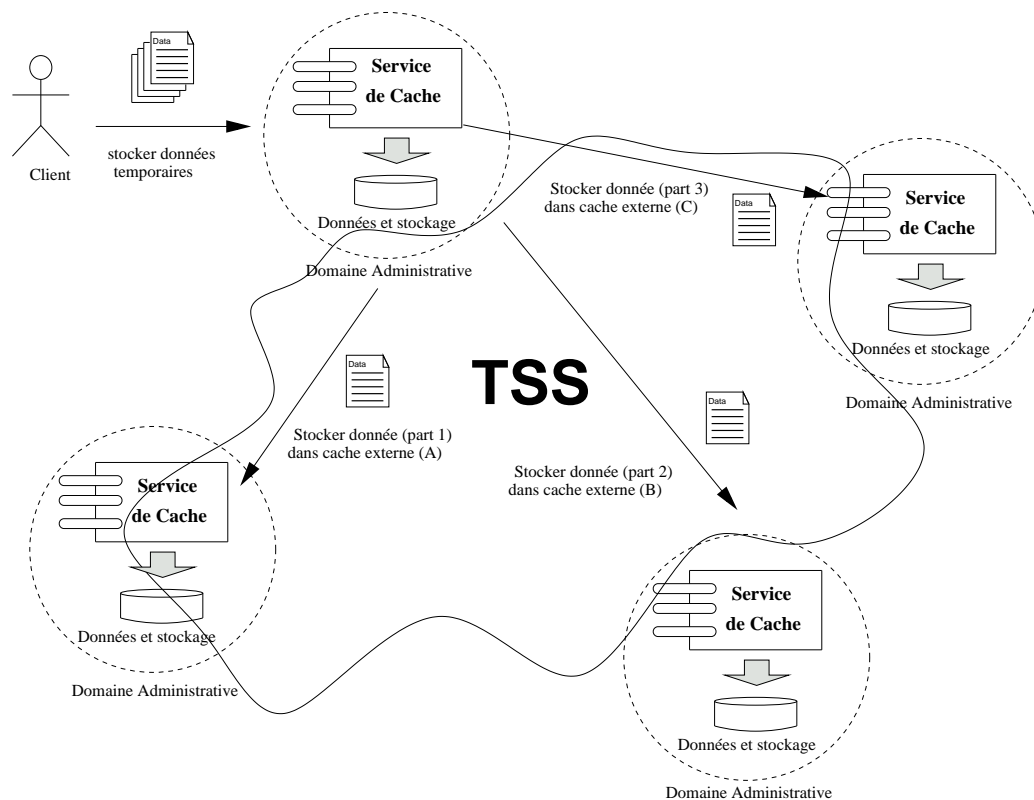 Data
Service
de Cache
Client
stocker données
temporaires
Données et stockage
Domaine Administrative
Stocker donnée (part 3)
dans cache externe (C)
Data
Service
de Cache
Données et stockage
Domaine Administrative
Data
TSS
Data
Stocker donnée (part 1)
dans cache externe (A)
Stocker donnée (part 2)
dans cache externe (B)
Service
de Cache
Données et stockage
Domaine Administrative
Service
de Cache
Données et stockage
Domaine Administrative